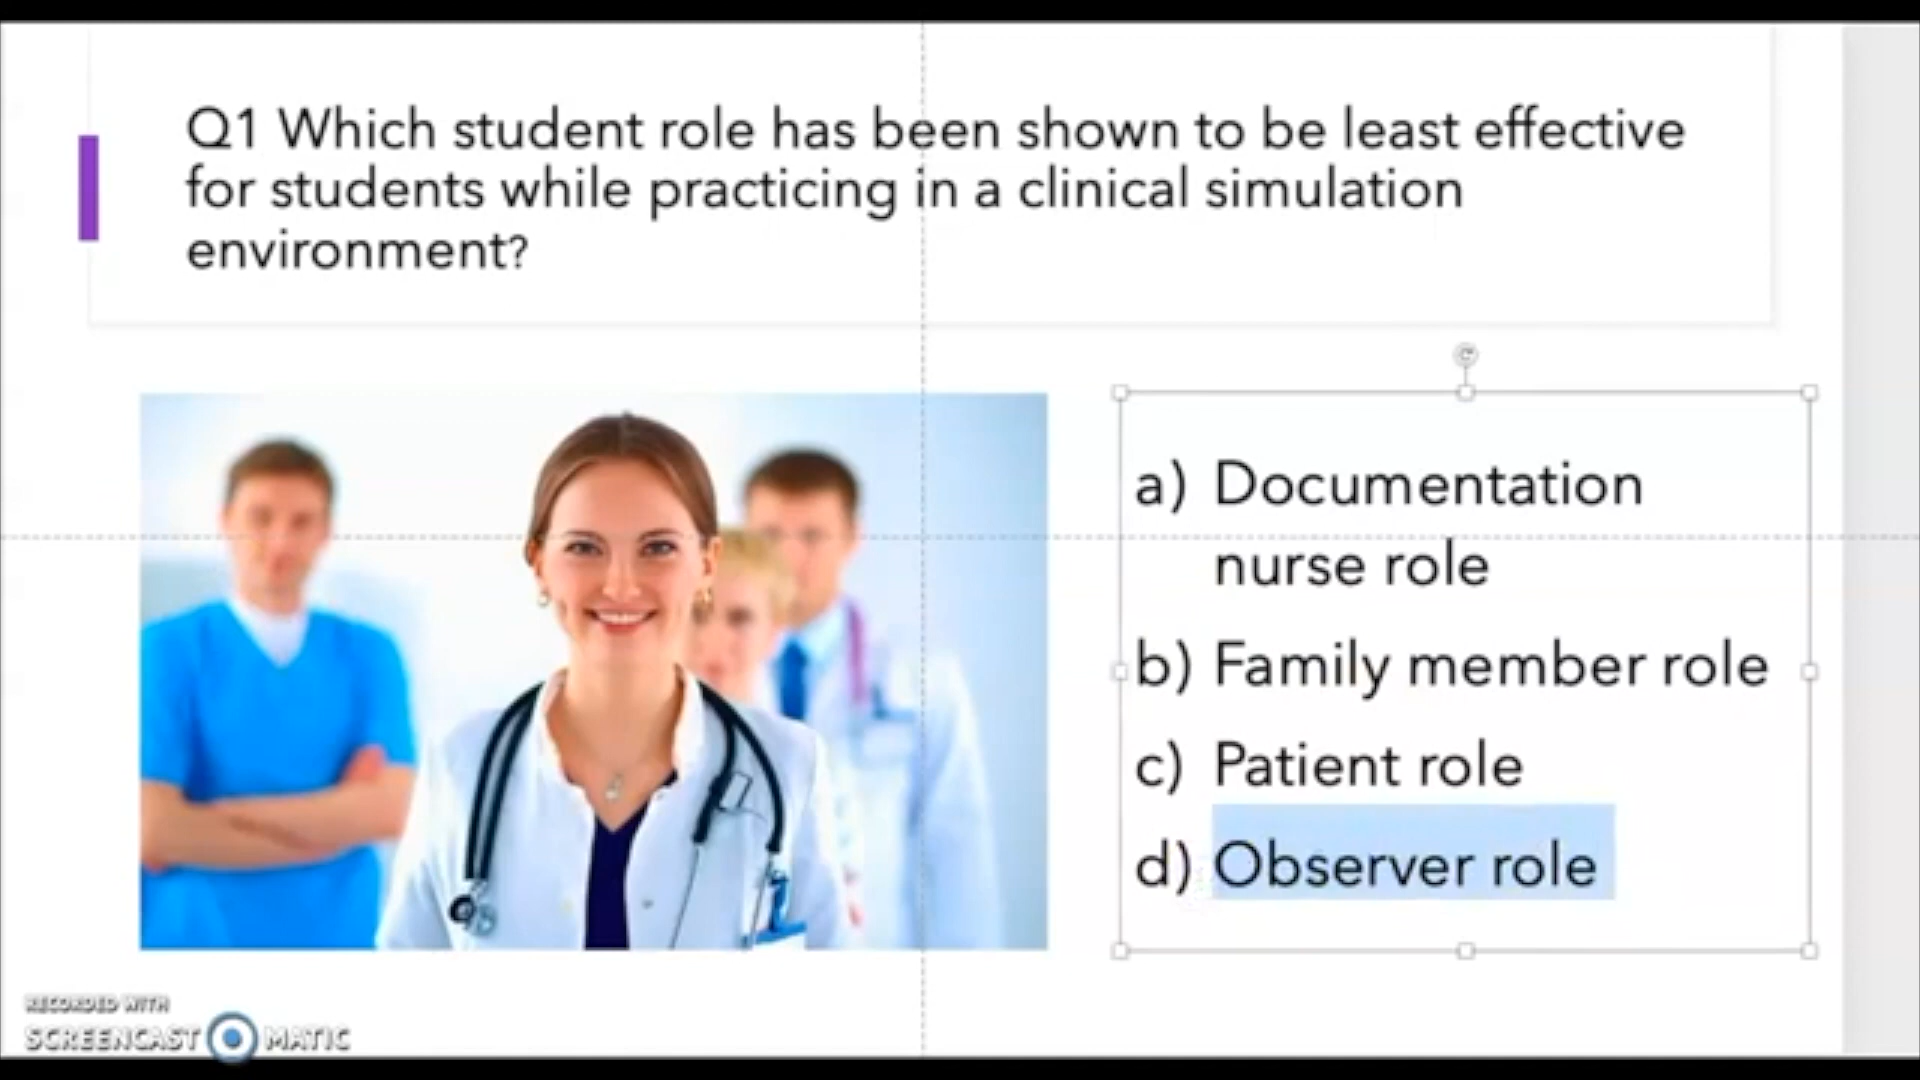 Q1 Which student role has been shown to be least effective
for students while practicing in a clinical simulation
environment?
a) Documentation
nurse role
b) Family member role
c) Patient role
d) Observer role
RECORDED WITH
SCREENCAST MATIC